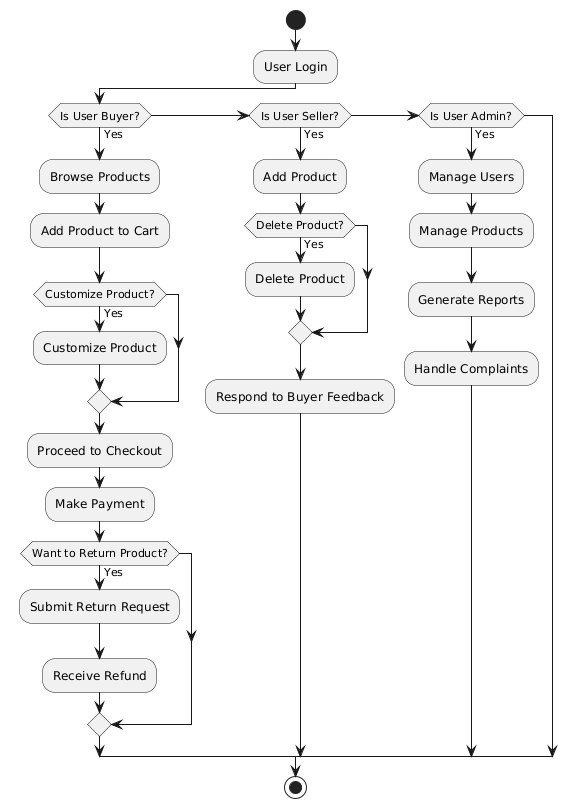 User Login
Is User Buyer?
Yes
Browse Products
Add Product to Cart
Customize Product?
Yes
Customize Product
Proceed to Checkout
Make Payment
Want to Return Product?
Yes
Submit Return Request
Receive Refund
Is User Seller?
Yes
Add Product
Delete Product?
Yes
Delete Product
Respond to Buyer Feedback
Is User Admin?
Yes
Manage Users
Manage Products
Generate Reports
Handle Complaints